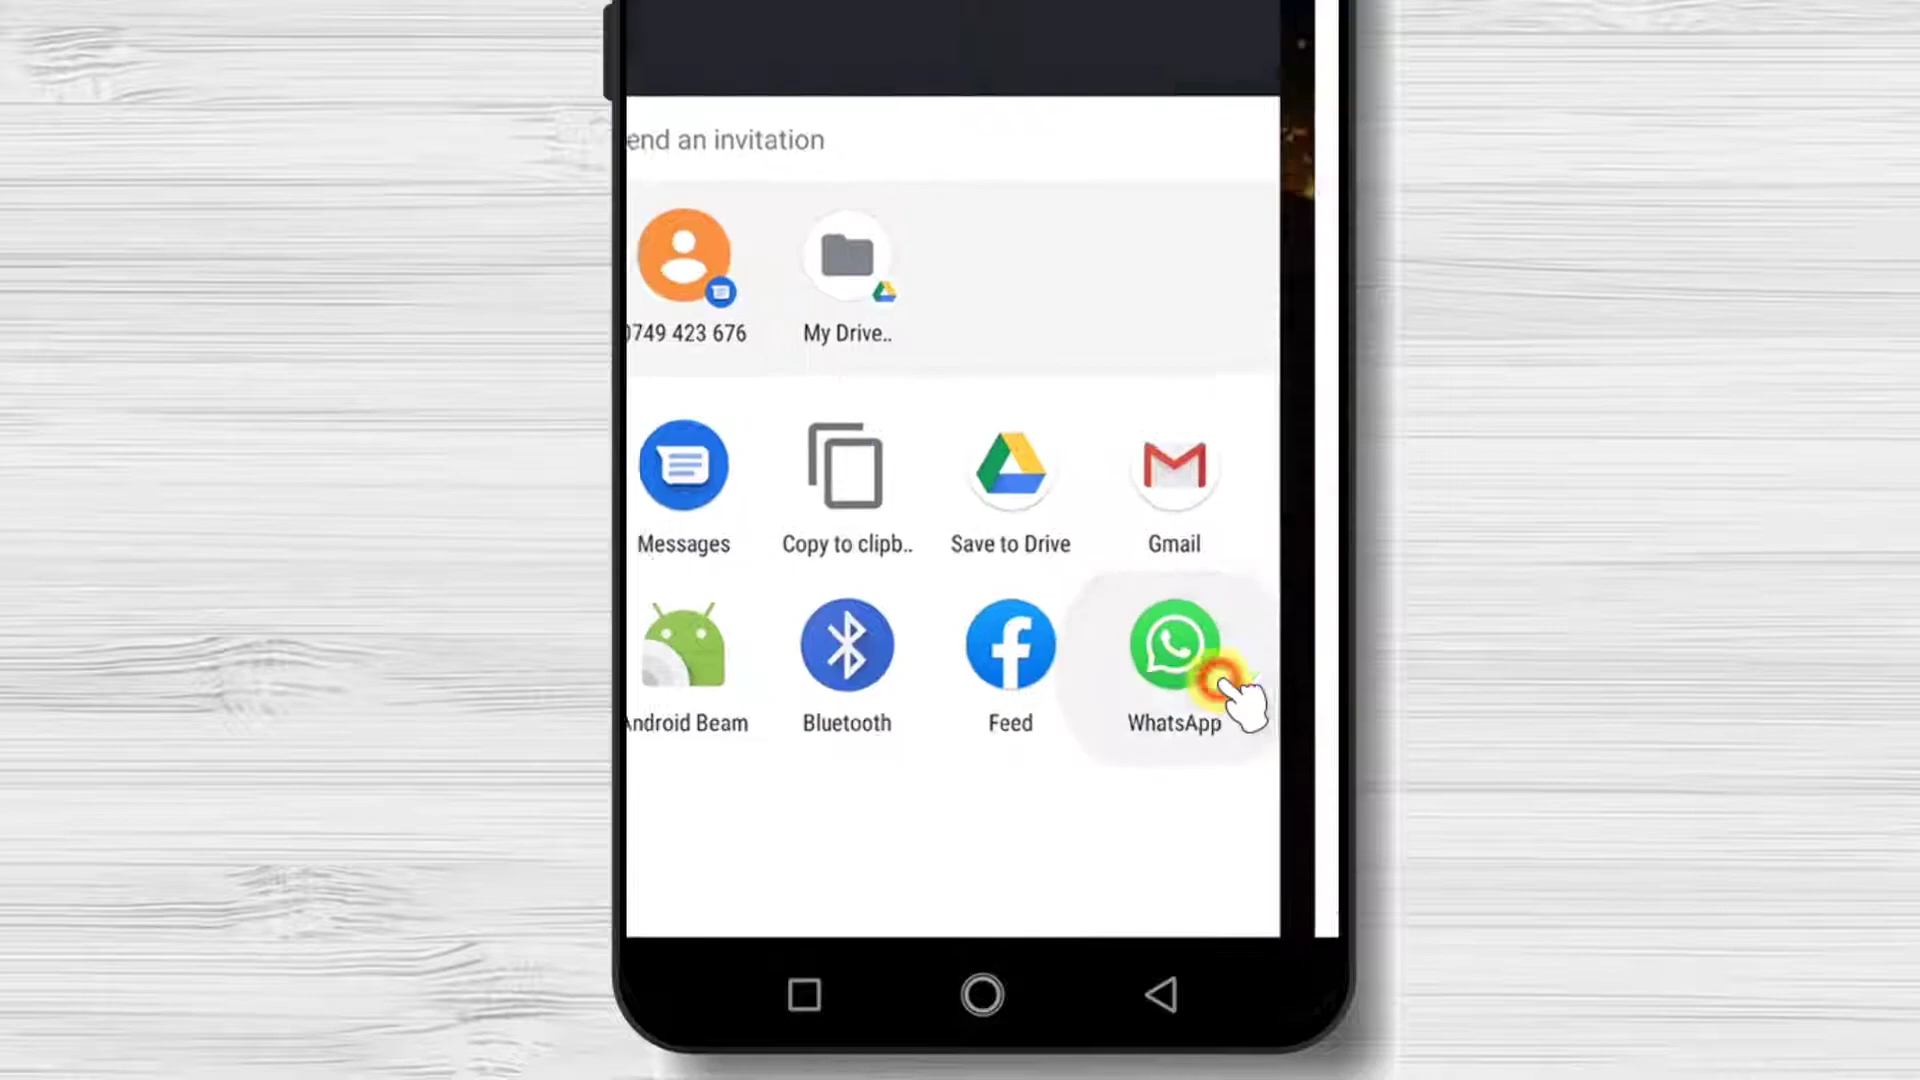 end an invitation
0749 423 676
My Drive..
Messages
Copy to clipb..
Save to Drive
Gmail
Android Beam
Bluetooth
Feed
WhatsApp